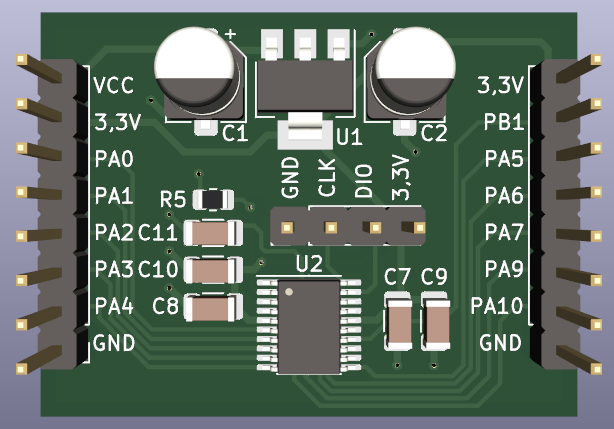 +
VCC
3,3V
PA0
PA1
PA2
PA3
PA4
GND
C1
U1
C2
GND
CLK
DIO
3,3V
R5
C11
C10
C8
U2
C7
C9
3,3V
PB1
PA5
PA6
PA7
PA9
PA10
GND